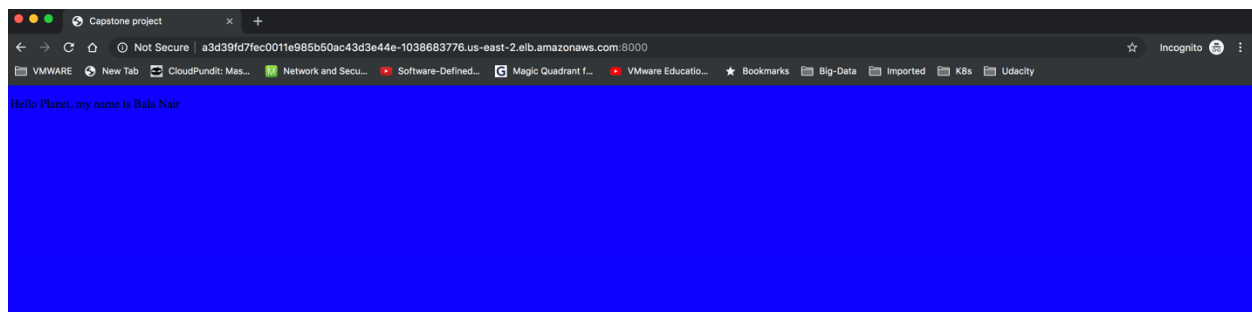 Capstone project
Not Secure | a3d39fd7fec0011e985b50ac43d3e44e-1038683776.us-east-2.elb.amazonaws.com:8000 Incognito
VMWARE New Tab CloudPundit: Mas... Network and Secu... Software-Defined... Magic Quadrant f... VMware Educatio... Bookmarks Big-Data Imported K8s Udacity
Hello Planet, my name is Bala Nair